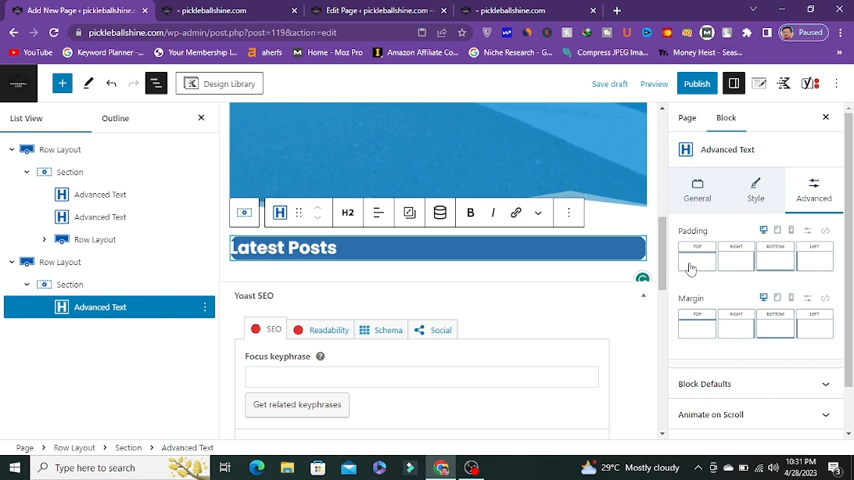 Add New Page ‹ pickleballshine.com
- pickleballshine.com
Edit Page ‹ pickleballshine.com
- pickleballshine.com
pickleballshine.com/wp-admin/post.php?post=119&action=edit
Paused
YouTube
Keyword Planner -...
Your Membership I...
aherfs
Home - Moz Pro
Amazon Affiliate Co...
Niche Research - G...
Compress JPEG Ima...
Money Heist - Seas...
Design Library
Save draft
Preview
Publish
List View
Outline
Row Layout
Section
Advanced Text
Advanced Text
Row Layout
Row Layout
Section
Advanced Text
H2
B
I
Latest Posts
Yoast SEO
SEO
Readability
Schema
Social
Focus keyphrase
Get related keyphrases
Page
Block
Advanced Text
General
Style
Advanced
Padding
TOP
RIGHT
BOTTOM
LEFT
Margin
TOP
RIGHT
BOTTOM
LEFT
Block Defaults
Animate on Scroll
Page › Row Layout › Section › Advanced Text
Type here to search
29°C Mostly cloudy
10:31 PM
4/28/2023